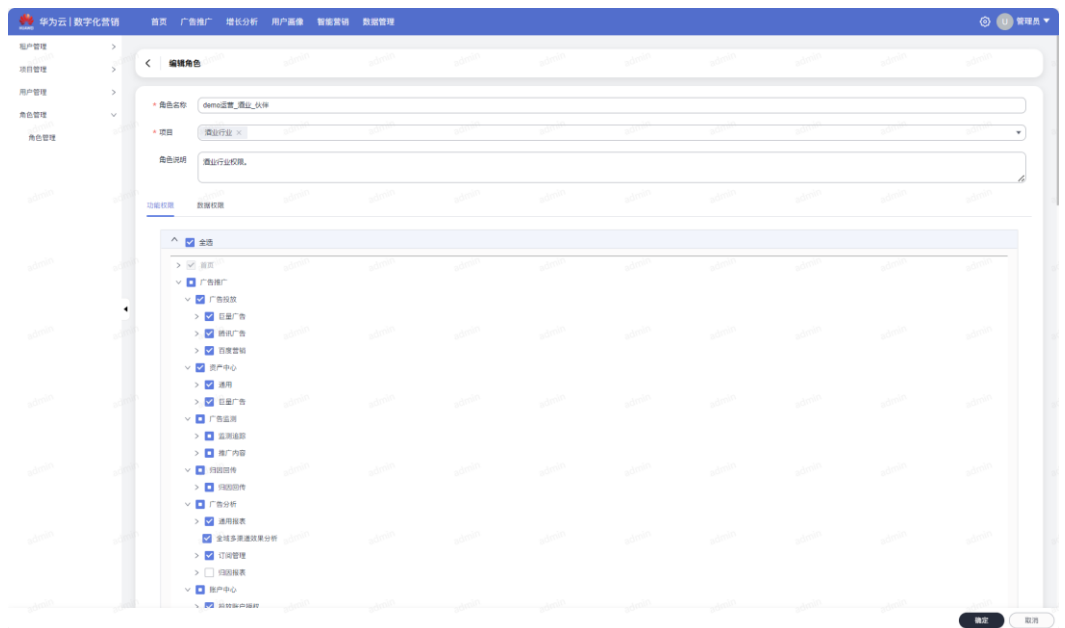 华为云 | 数字化营销 首页 广告推广 增长分析 用户画像 智能营销 数据管理 U 管理员
租户管理
项目管理
用户管理
角色管理
角色管理
编辑角色
* 角色名称 demo运营_酒业_伙伴
* 项目 酒业行业 ×
角色说明 酒业行业权限。
功能权限 数据权限
全选
首页
广告推广
广告投放
巨量广告
腾讯广告
百度营销
资产中心
通用
巨量广告
广告监测
监测追踪
推广内容
归因回传
归因回传
广告分析
通用报表
全域多渠道效果分析
订阅管理
归因报表
账户中心
投放账户授权
确定 取消
admin